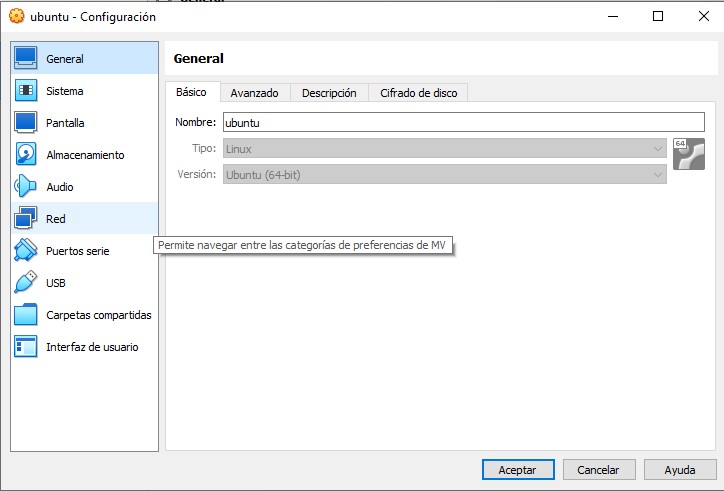 ubuntu - Configuración
General
Sistema
Pantalla
Almacenamiento
Audio
Red
Puertos serie
USB
Carpetas compartidas
Interfaz de usuario
General
Básico Avanzado Descripción Cifrado de disco
Nombre: ubuntu
Tipo: Linux
64
Versión: Ubuntu (64-bit)
Permite navegar entre las categorías de preferencias de MV
Aceptar Cancelar Ayuda